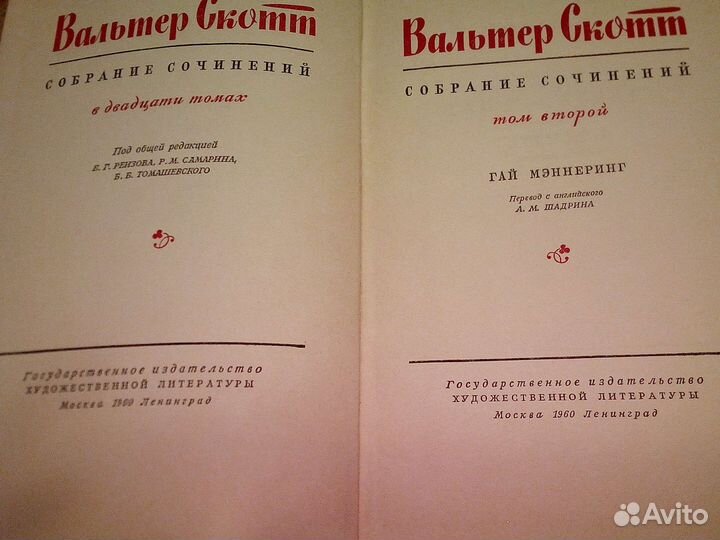 Вальтер Скотт
СОБРАНИЕ СОЧИНЕНИЙ
в двадцати томах
Под общей редакцией
Б. Г. РЕИЗОВА, Р. М. САМАРИНА,
Б. Б. ТОМАШЕВСКОГО
Государственное издательство
ХУДОЖЕСТВЕННОЙ ЛИТЕРАТУРЫ
Москва 1960 Ленинград
Вальтер Скотт
СОБРАНИЕ СОЧИНЕНИЙ
том второй
ГАЙ МЭННЕРИНГ
Перевод с английского
А. М. ШАДРИНА
Государственное издательство
ХУДОЖЕСТВЕННОЙ ЛИТЕРАТУРЫ
Москва 1960 Ленинград
Avito